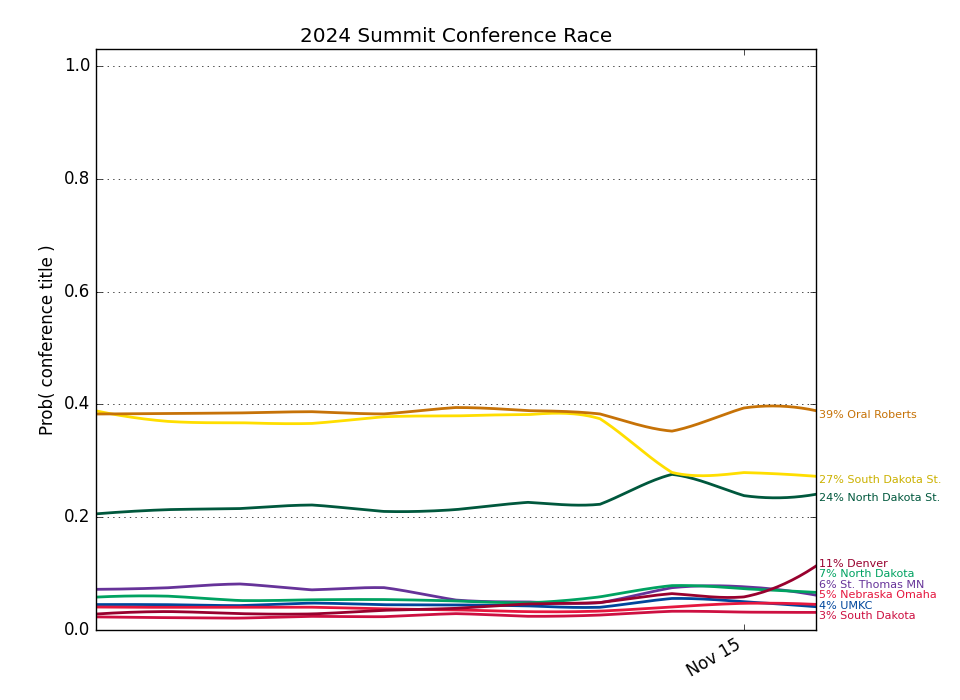 2024 Summit Conference Race
Prob( conference title )
1.0
0.8
0.6
0.4
0.2
0.0
Nov 15
39% Oral Roberts
27% South Dakota St.
24% North Dakota St.
11% Denver
7% North Dakota
6% St. Thomas MN
5% Nebraska Omaha
4% UMKC
3% South Dakota